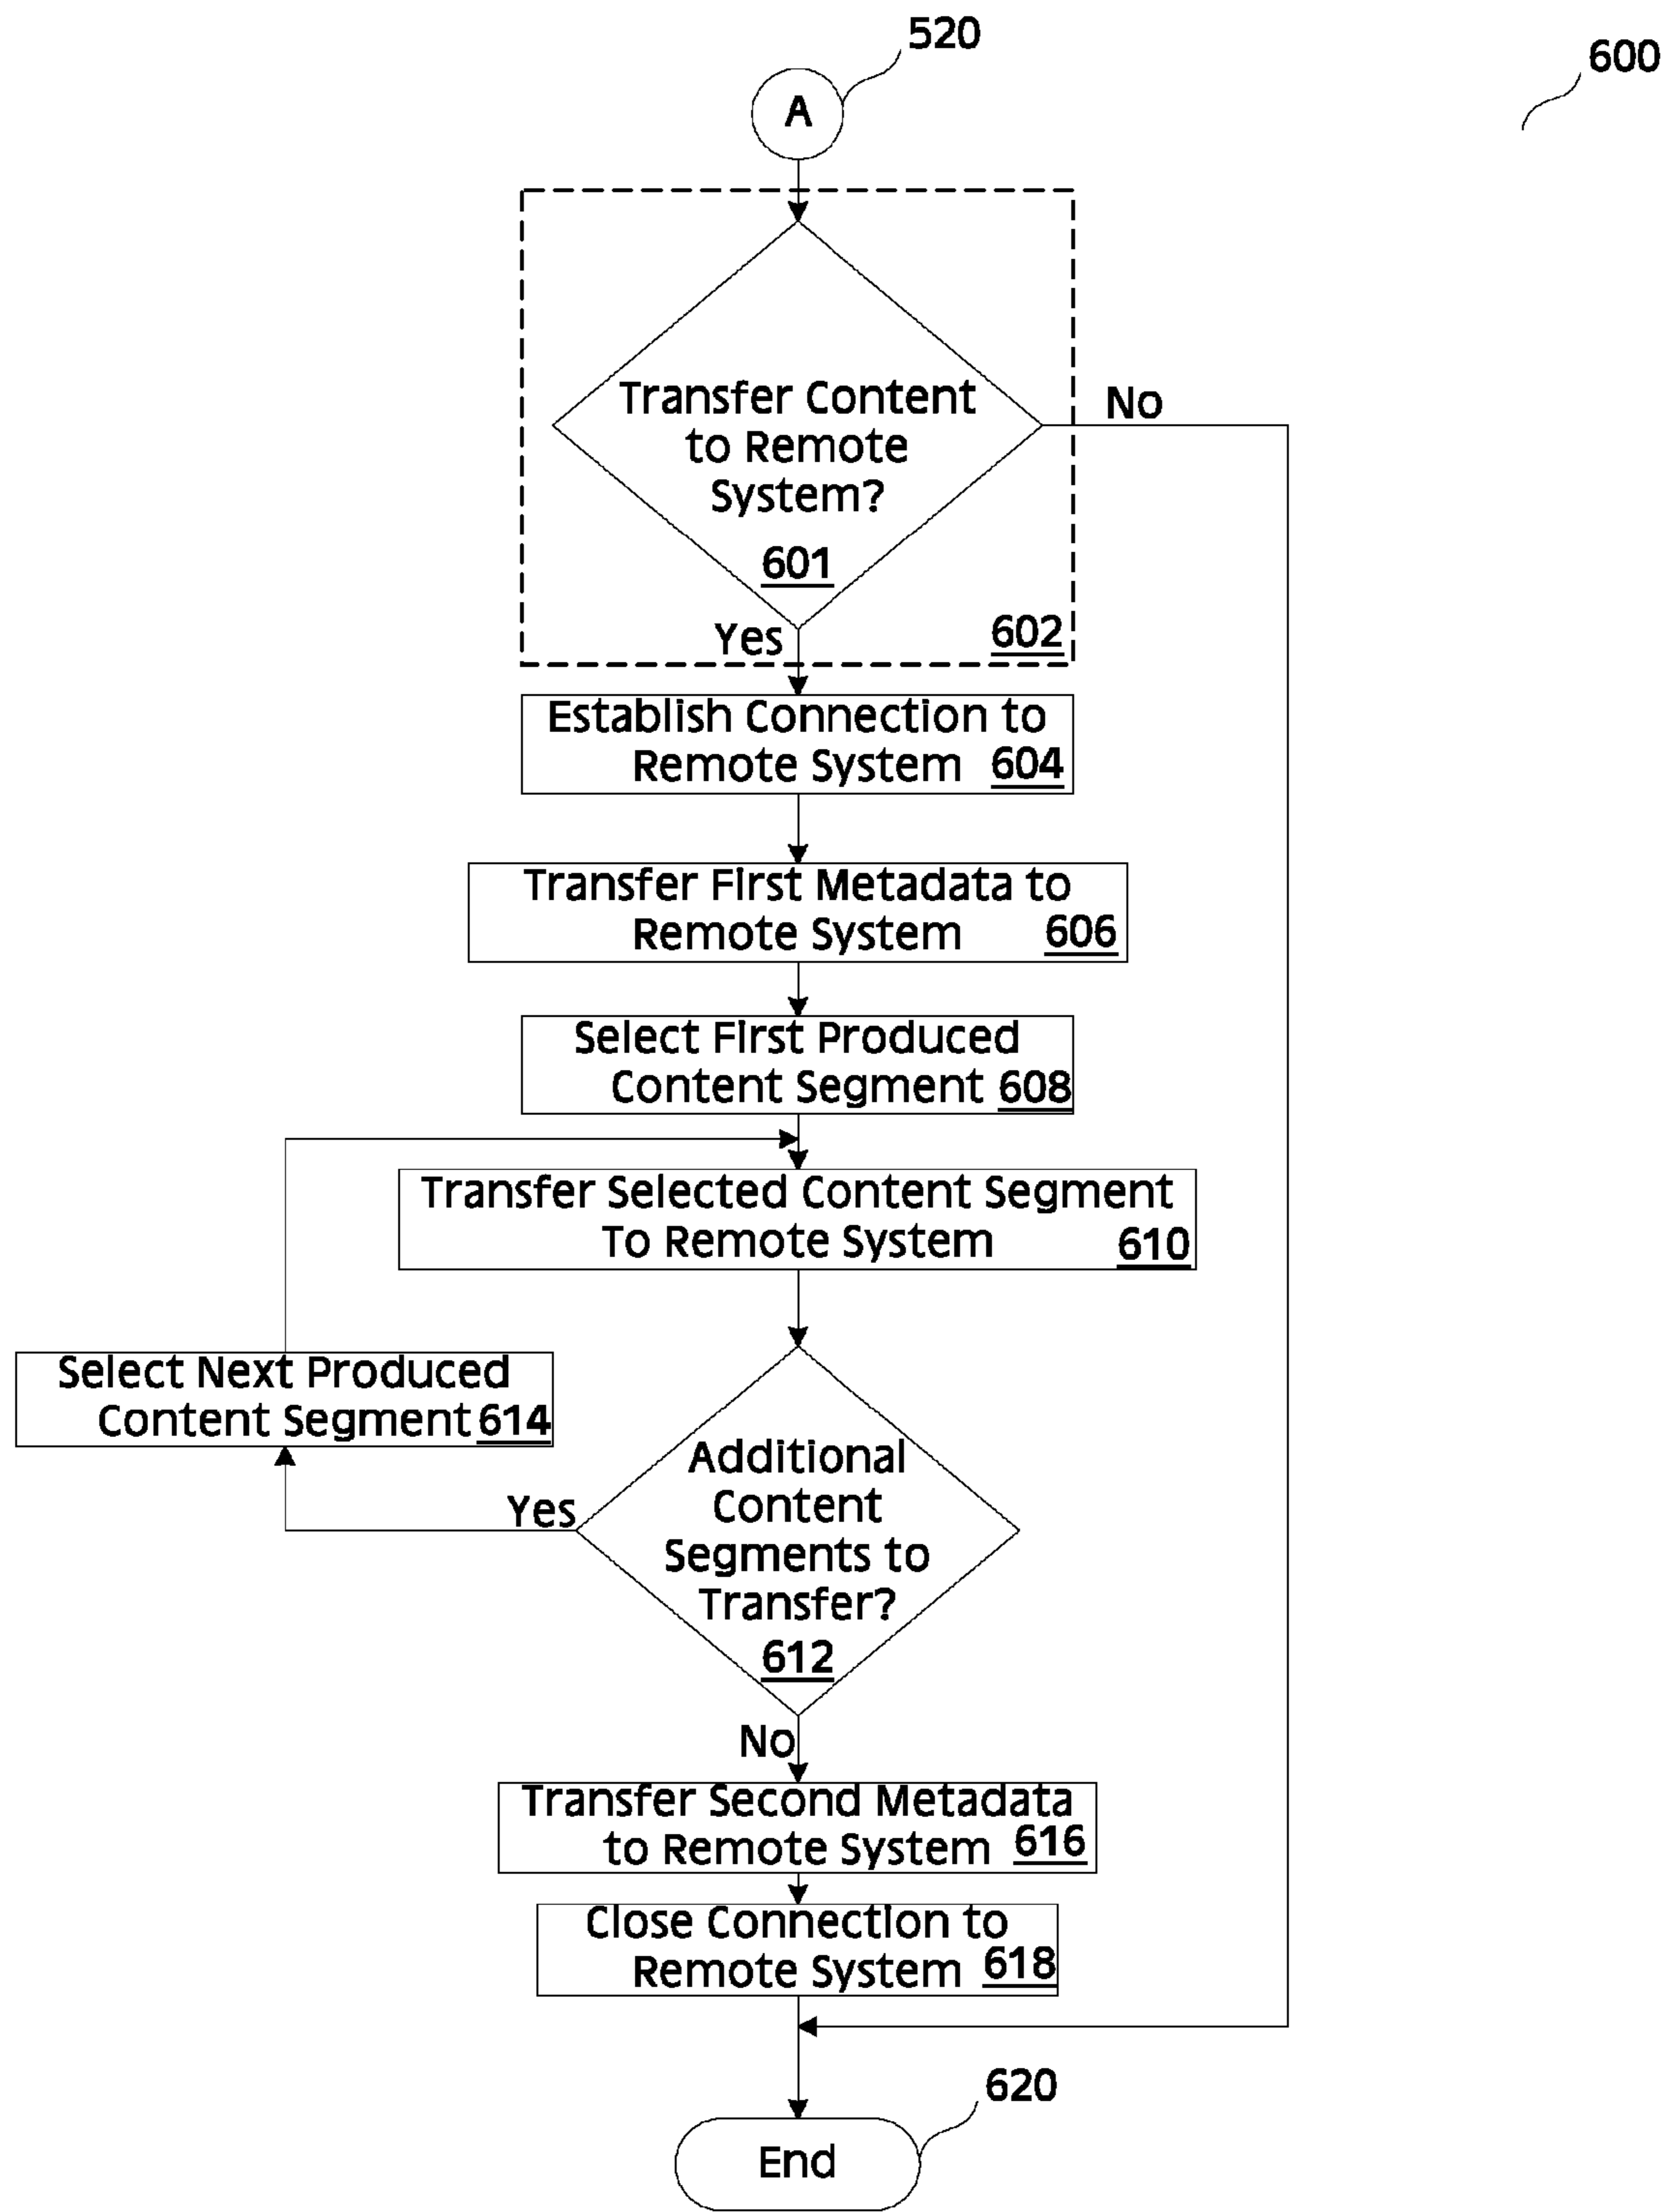 520
600
A
Transfer Content
to Remote
System?
601
No
Yes
602
Establish Connection to
Remote System 604
Transfer First Metadata to
Remote System 606
Select First Produced
Content Segment 608
Transfer Selected Content Segment
To Remote System 610
Select Next Produced
Content Segment 614
Yes
Additional
Content
Segments to
Transfer?
612
No
Transfer Second Metadata
to Remote System 616
Close Connection to
Remote System 618
620
End